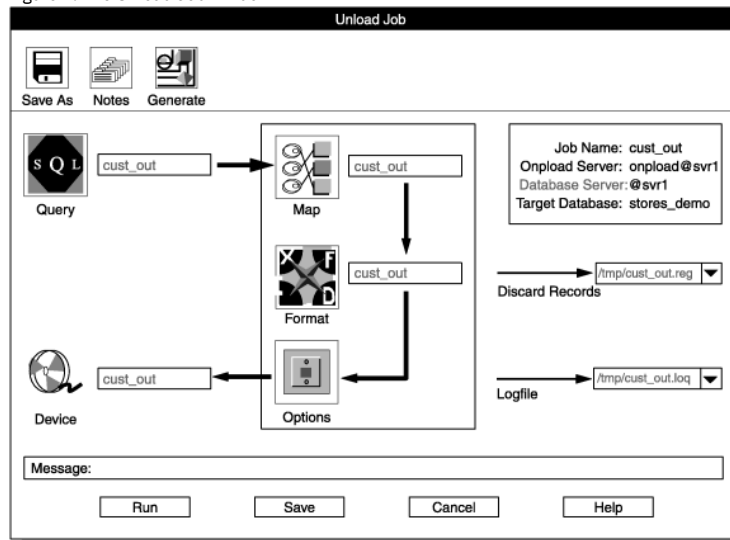 Unload Job
Save As
Notes
Generate
SQL
cust_out
Query
cust_out
Map
Job Name: cust_out
Onpload Server: onpload@svr1
Database Server: @svr1
Target Database: stores_demo
X F
D
cust_out
Format
/tmp/cust_out.reg
Discard Records
cust_out
Device
Options
/tmp/cust_out.loq
Logfile
Message:
Run
Save
Cancel
Help